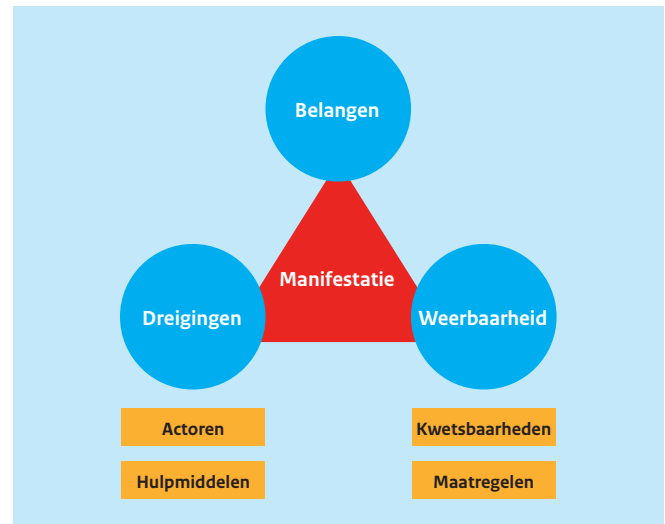 Belangen
Manifestatie
Dreigingen
Weerbaarheid
Actoren
Kwetsbaarheden
Hulpmiddelen
Maatregelen